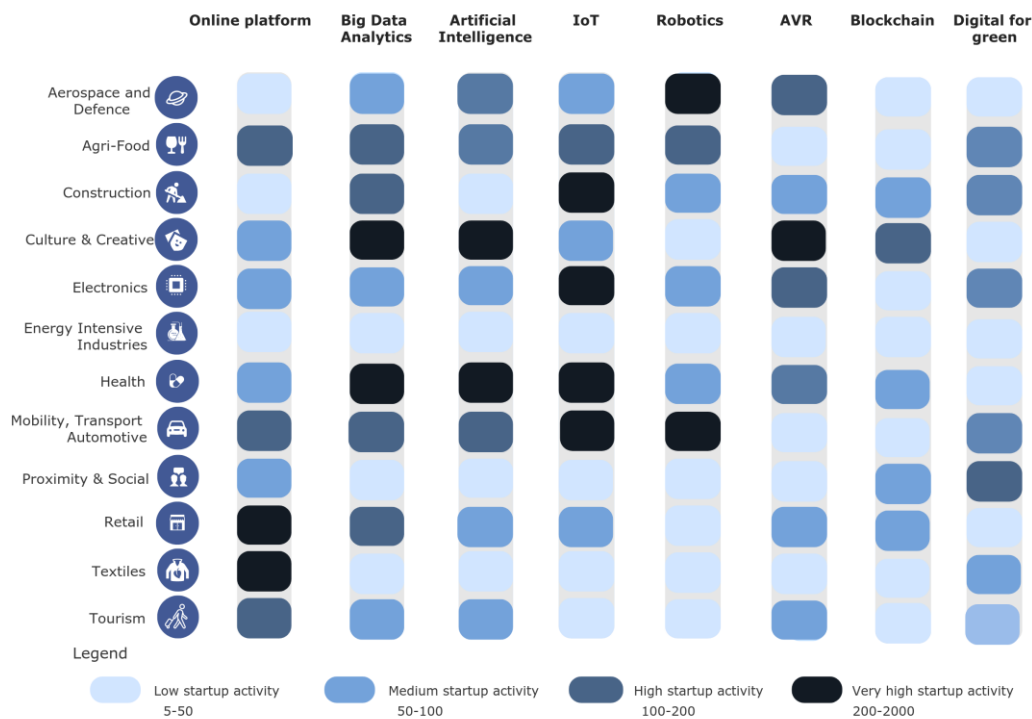 Online platform
Big Data
Analytics
Artificial
Intelligence
IoT
Robotics
AVR
Blockchain
Digital for
green
Aerospace and
Defence
Agri-Food
Construction
Culture & Creative
Electronics
Energy Intensive
Industries
Health
Mobility, Transport
Automotive
Proximity & Social
Retail
Textiles
Tourism
Legend
Low startup activity
5-50
Medium startup activity
50-100
High startup activity
100-200
Very high startup activity
200-2000